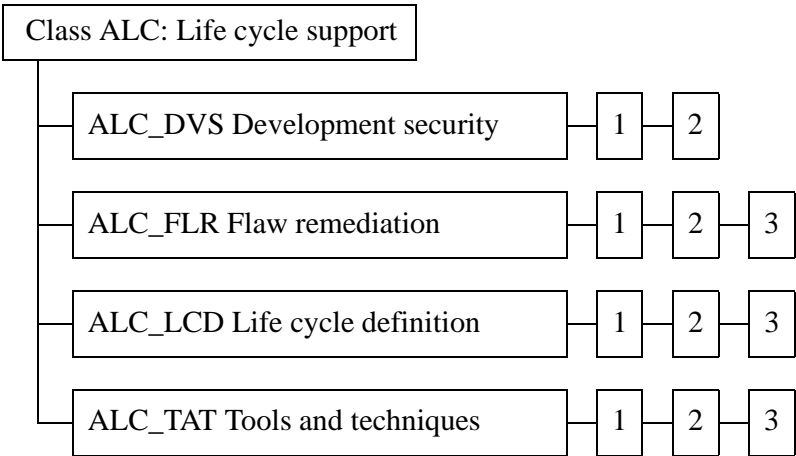 Class ALC: Life cycle support
ALC_DVS Development security 1 2
ALC_FLR Flaw remediation 1 2 3
ALC_LCD Life cycle definition 1 2 3
ALC_TAT Tools and techniques 1 2 3